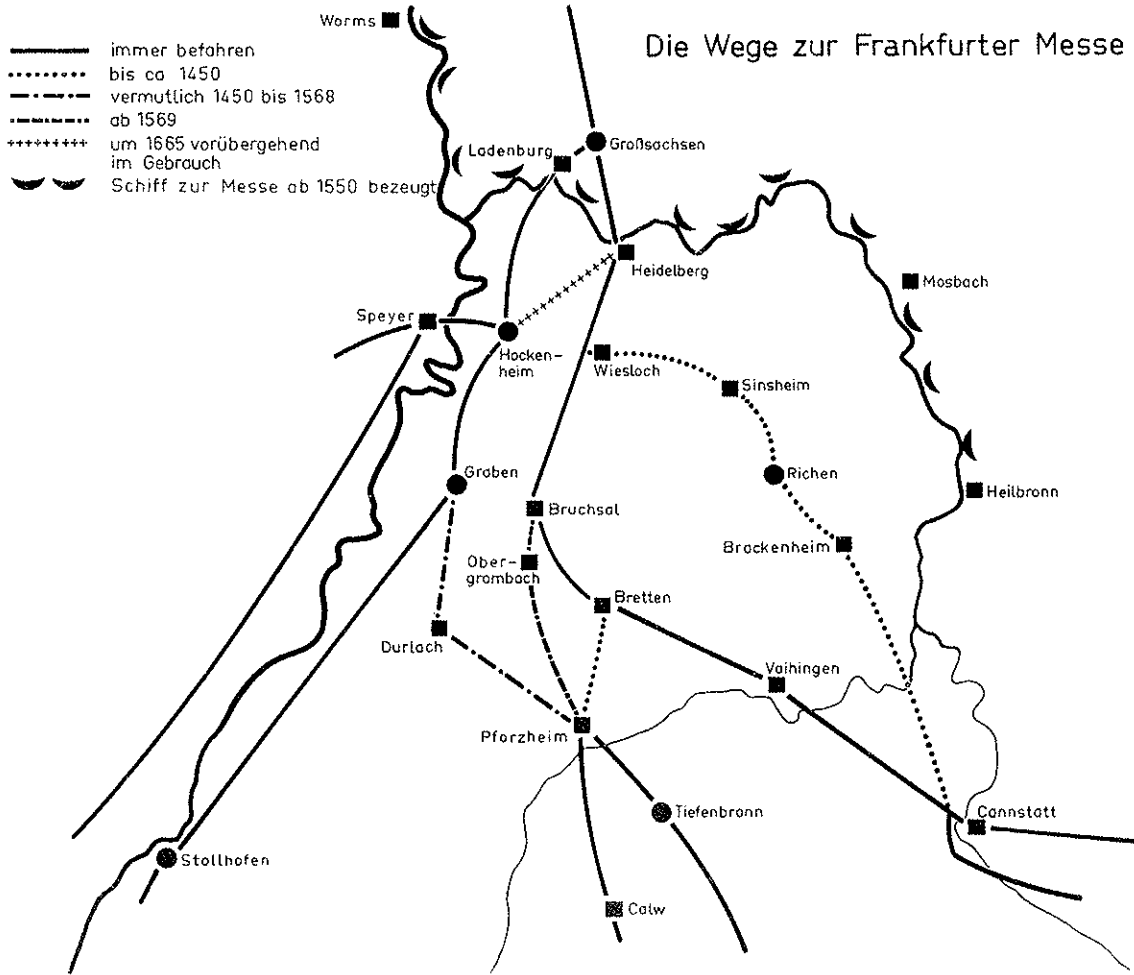 Die Wege zur Frankfurter Messe
immer befahren
bis ca 1450
vermutlich 1450 bis 1568
ab 1569
um 1665 vorübergehend
im Gebrauch
Schiff zur Messe ab 1550 bezeugt
Worms
Ladenburg
Großsachsen
Heidelberg
Mosbach
Speyer
Hocken-
heim
Wiesloch
Sinsheim
Graben
Richen
Heilbronn
Bruchsal
Brackenheim
Ober-
grombach
Bretten
Durlach
Vaihingen
Pforzheim
Tiefenbronn
Cannstatt
Stollhofen
Calw